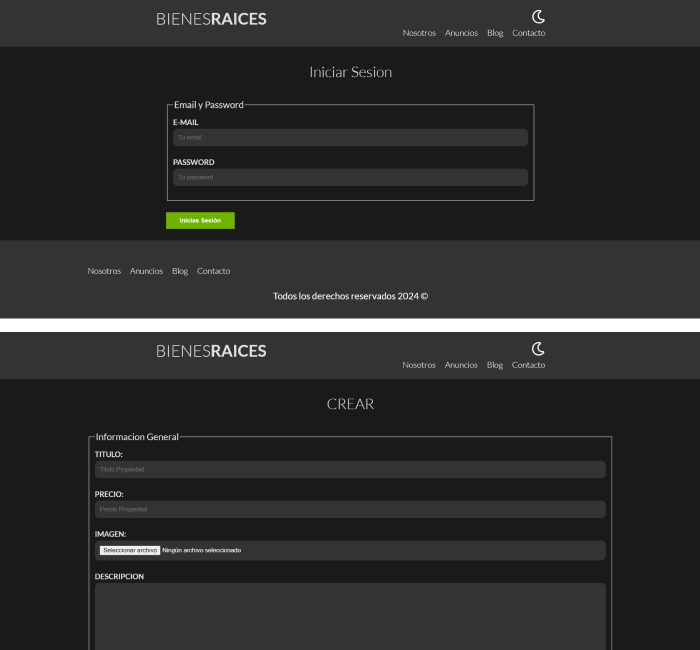 BIENESRAICES
Nosotros Anuncios Blog Contacto
Iniciar Sesion
Email y Password
E-MAIL
Tu email
PASSWORD
Tu password
Inicias Sesión
Nosotros Anuncios Blog Contacto
Todos los derechos reservados 2024 ©
BIENESRAICES
Nosotros Anuncios Blog Contacto
CREAR
Informacion General
TITULO:
Titulo Propiedad
PRECIO:
Precio Propiedad
IMAGEN:
Seleccionar archivo Ningún archivo seleccionado
DESCRIPCION